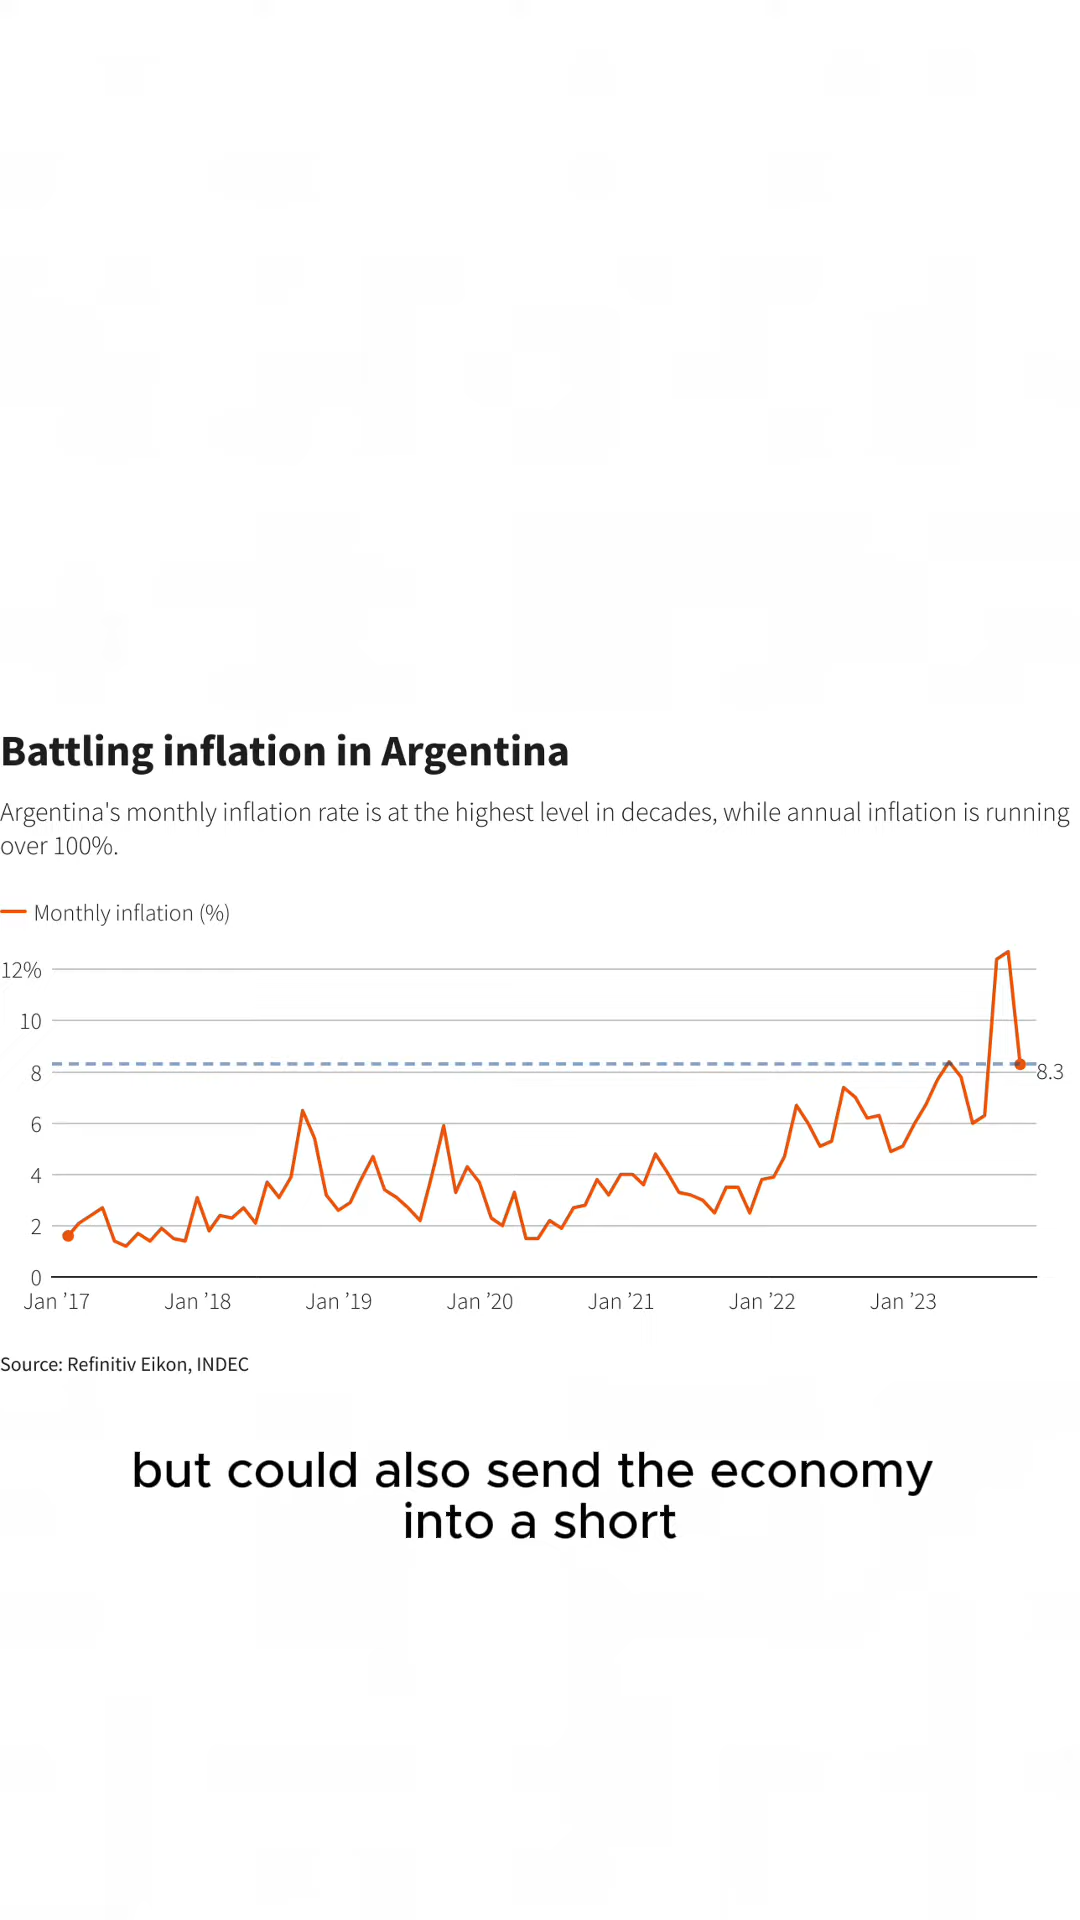 Battling inflation in Argentina
Argentina's monthly inflation rate is at the highest level in decades, while annual inflation is running
over 100%.
Monthly inflation (%)
12%
10
8
8.3
6
4
2
0
Jan ’17 Jan ’18 Jan ’19 Jan ’20 Jan ’21 Jan ’22 Jan ’23
Source: Refinitiv Eikon, INDEC
but could also send the economy
into a short